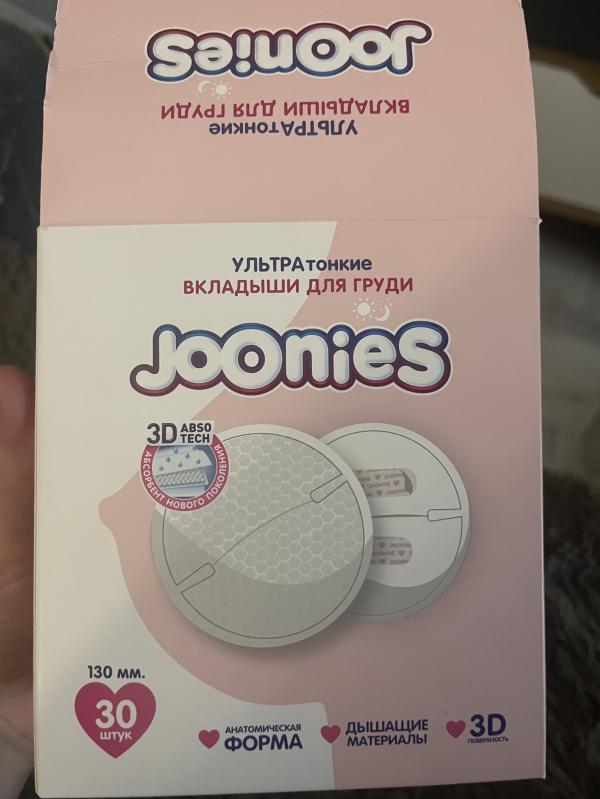 JOONIES
ВКЛАДЫШИ ДЛЯ ГРУДИ
УЛЬТРАтонкие
УЛЬТРАтонкие
ВКЛАДЫШИ ДЛЯ ГРУДИ
JOONIES
3D ABSO
TECH
АБСОРБЕНТ НОВОГО ПОКОЛЕНИЯ
130 мм.
30
штук
АНАТОМИЧЕСКАЯ
ФОРМА
ДЫШАЩИЕ
МАТЕРИАЛЫ
3D
ПОВЕРХНОСТЬ